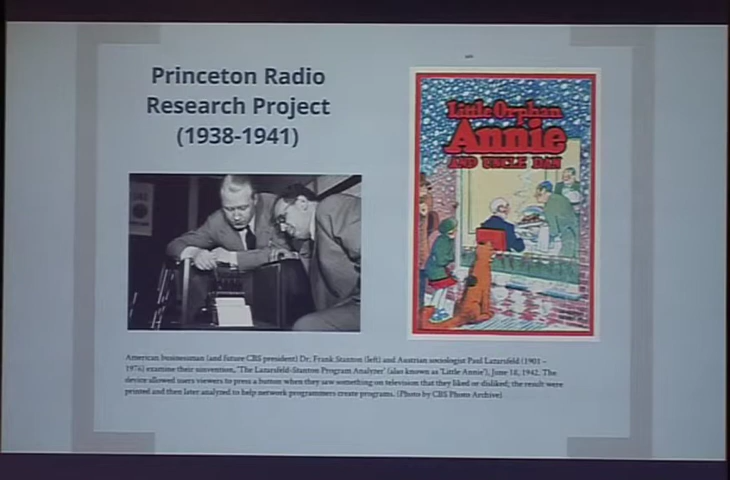 Princeton Radio
Research Project
(1938-1941)
Little Orphan
Annie
AND UNCLE DAN
American businessman (and future CBS president) Dr. Frank Stanton (left) and Austrian sociologist Paul Lazarsfeld (1901 -
1976) examine their ninvention, 'The Lazarsfeld-Stanton Program Analyzer' (also known as 'Little Annie'), June 18, 1942. The
device allowed users viewers to press a button when they saw something on television that they liked or disliked; the result were
printed and then later analyzed to help network programmers create programs. (Photo by CBS Photo Archive)